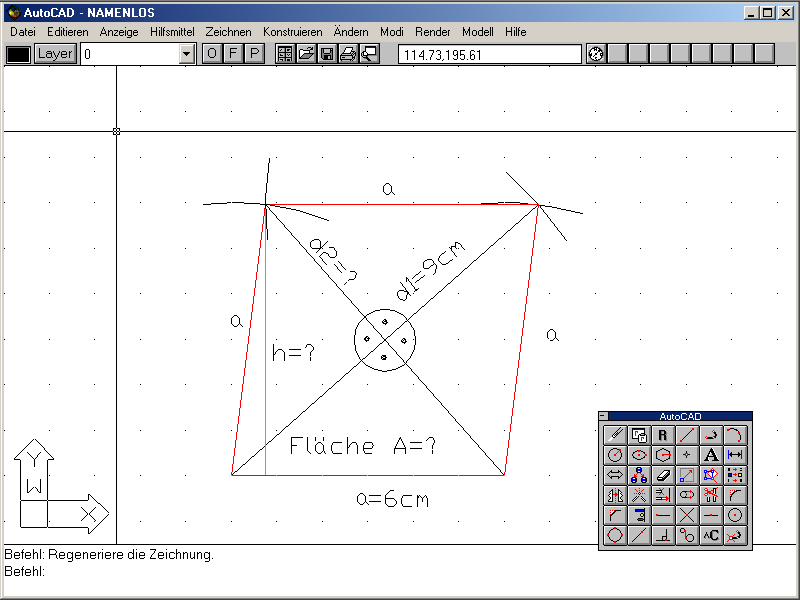 AutoCAD - NAMENLOS
Datei Editieren Anzeige Hilfsmittel Zeichnen Konstruieren Ändern Modi Render Modell Hilfe
Layer 0 O F P 114.73,195.61
a
d2=? d1=9cm
a a
h=?
Fläche A=?
a=6cm
Y
W
X
AutoCAD
R
A
^C
Befehl: Regeneriere die Zeichnung.
Befehl: